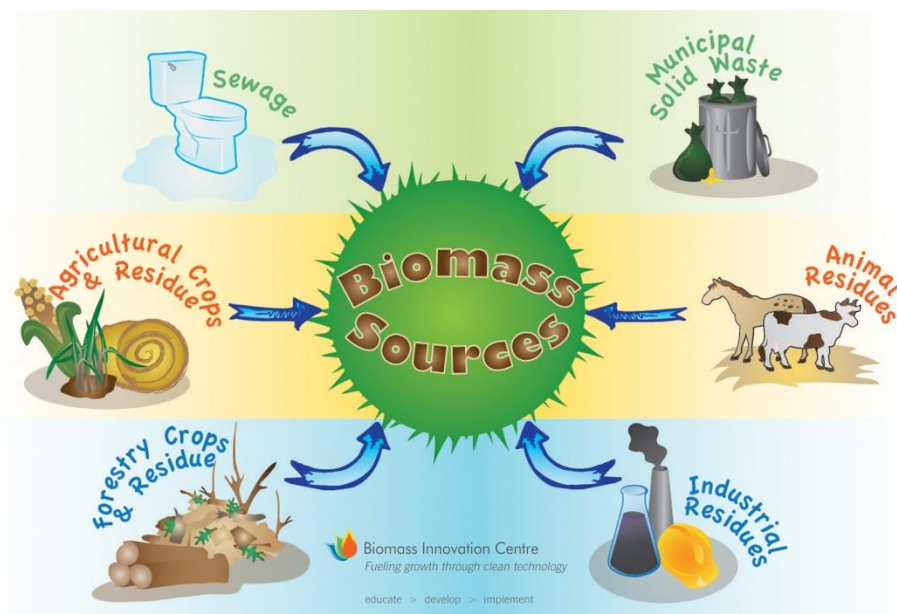 Sewage
Municipal
Solid Waste
Agricultural Crops
& Residue
Biomass
Sources
Animal
Residues
Forestry Crops
& Residue
Industrial
Residues
Biomass Innovation Centre
Fueling growth through clean technology
educate > develop > implement